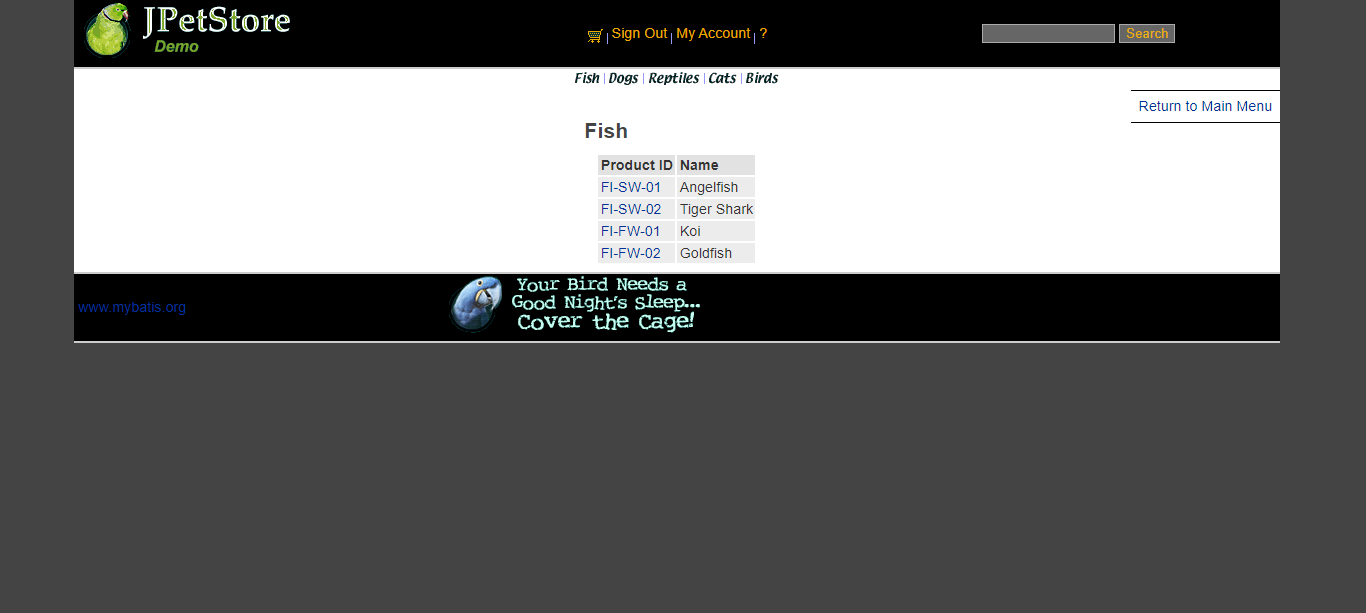 JPetStore
Demo
Sign Out | My Account | ?
Search
Fish | Dogs | Reptiles | Cats | Birds
Return to Main Menu
Fish
Product ID Name
FI-SW-01 Angelfish
FI-SW-02 Tiger Shark
FI-FW-01 Koi
FI-FW-02 Goldfish
www.mybatis.org
Your Bird Needs a
Good Night's Sleep...
Cover the Cage!